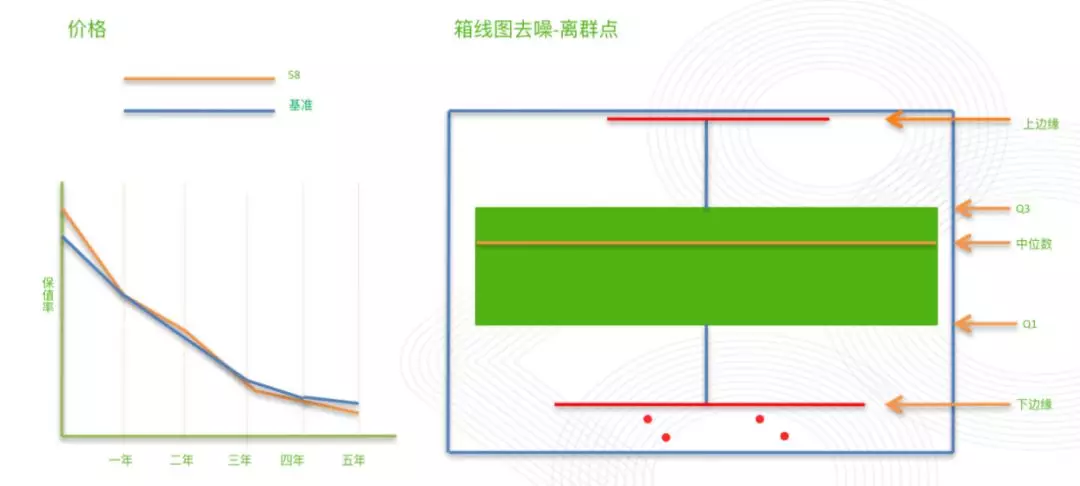 价格
S8
基准
保值率
一年
二年
三年
四年
五年
箱线图去噪-离群点
上边缘
Q3
中位数
Q1
下边缘